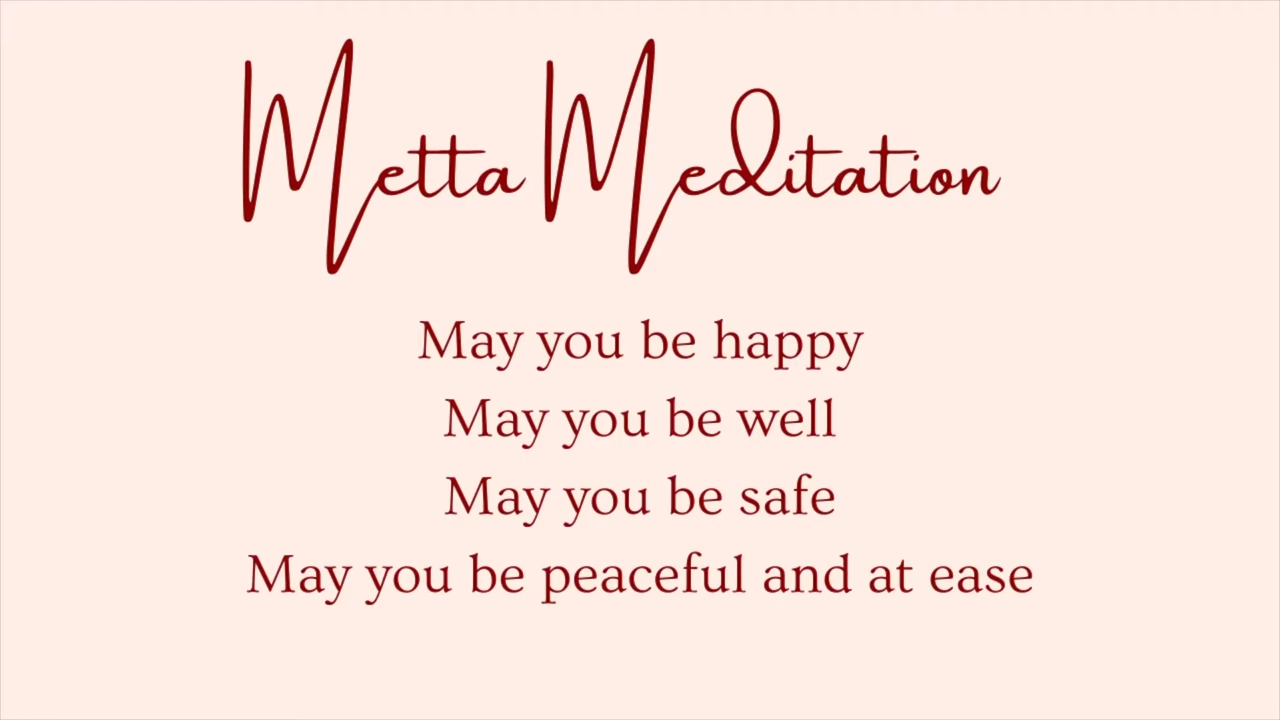 Metta Meditation
May you be happy
May you be well
May you be safe
May you be peaceful and at ease